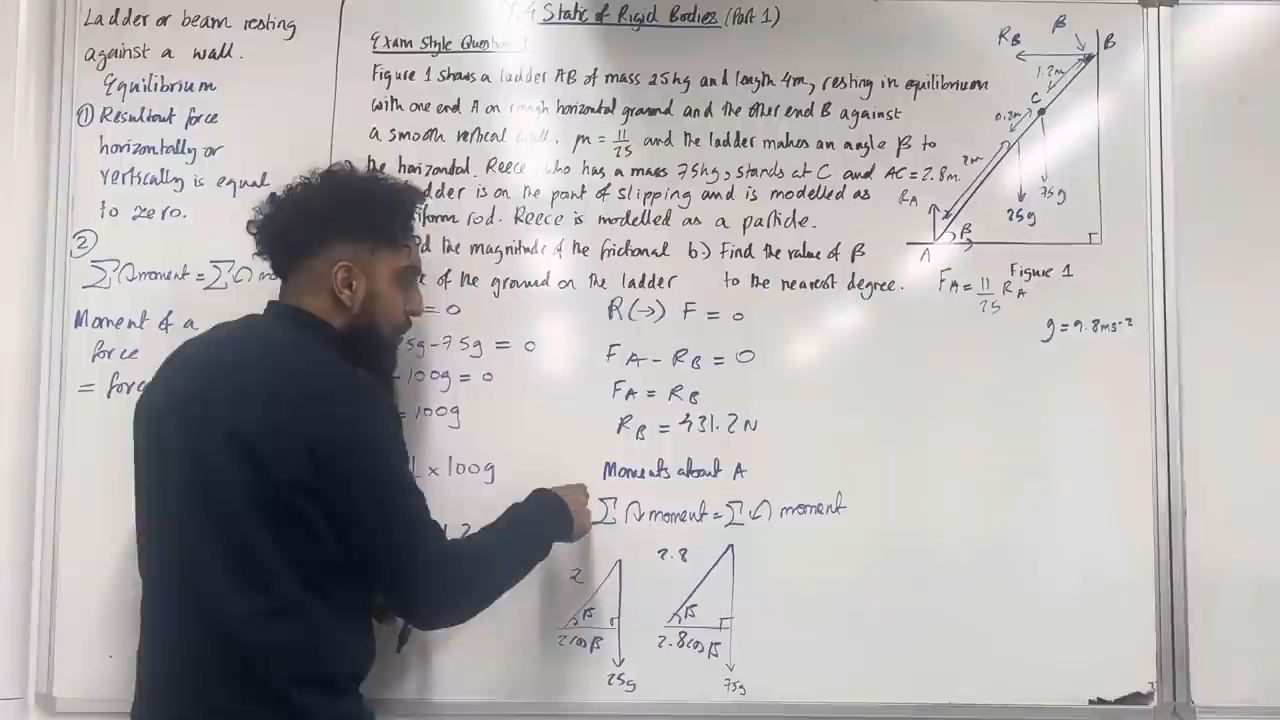 Ladder or beam resting
against a wall.
Equilibrium
① Resultant force
horizontally or
vertically is equal
to zero.
②
Σ↻moment = Σ↺
Moment of a
force
=
7.4 Static of Rigid Bodies (Part 1)
Exam Style Question
Figure 1 shows a ladder AB of mass 25kg and length 4m, resting in equilibrium
with one end A on rough horizontal ground and the other end B against
a smooth vertical wall. μ = 11/25 and the ladder makes an angle β to
the horizontal. Reece, who has a mass 75kg, stands at C and AC = 2.8m.
ladder is on the point of slipping and is modelled as
rod. Reece is modelled as a particle.
the magnitude of the frictional b.) Find the value of β
of the ground on the ladder to the nearest degree.
= 0
25g - 75g = 0
- 100g = 0
= 100g
x 100g
R(→) F = 0
F_A - R_B = 0
F_A = R_B
R_B = 431.2N
Moments about A
Σ↻moment = Σ↺ moment
2
β
2cosβ
25g
2.8
β
2.8cosβ
75g
R_B
β
B
1.2m
C
0.8m
2m
75g
25g
R_A
β
A
Figure 1
F_A = 11/25 R_A
g = 9.8ms⁻²